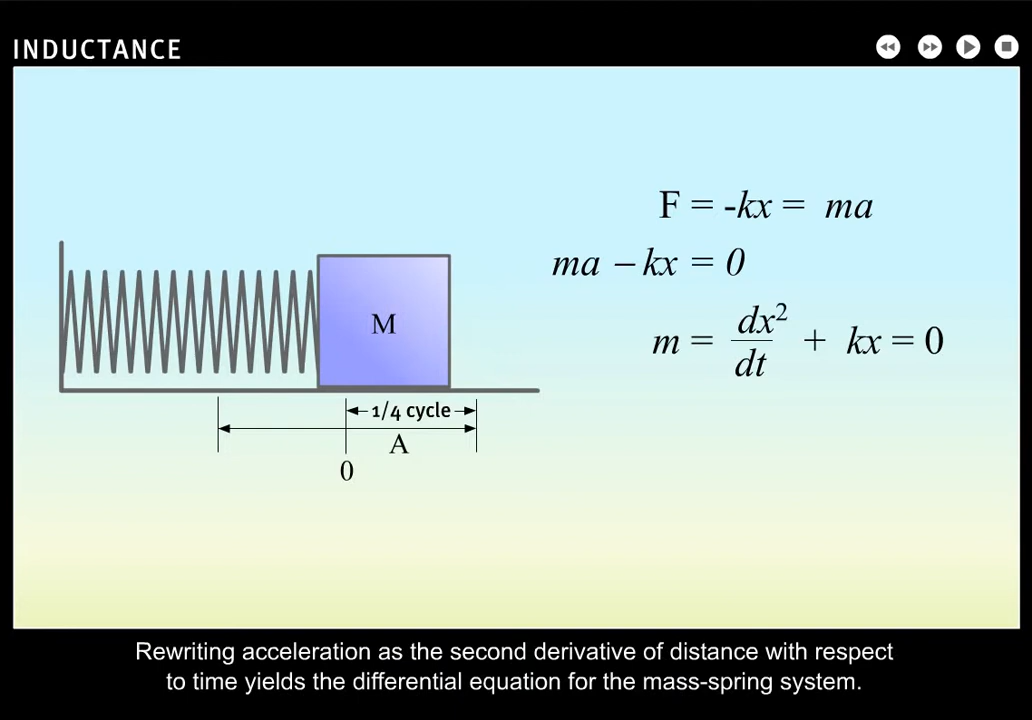 INDUCTANCE
F = -kx = ma
ma – kx = 0
m = dx²/dt + kx = 0
M
1/4 cycle
A
0
Rewriting acceleration as the second derivative of distance with respect
to time yields the differential equation for the mass-spring system.